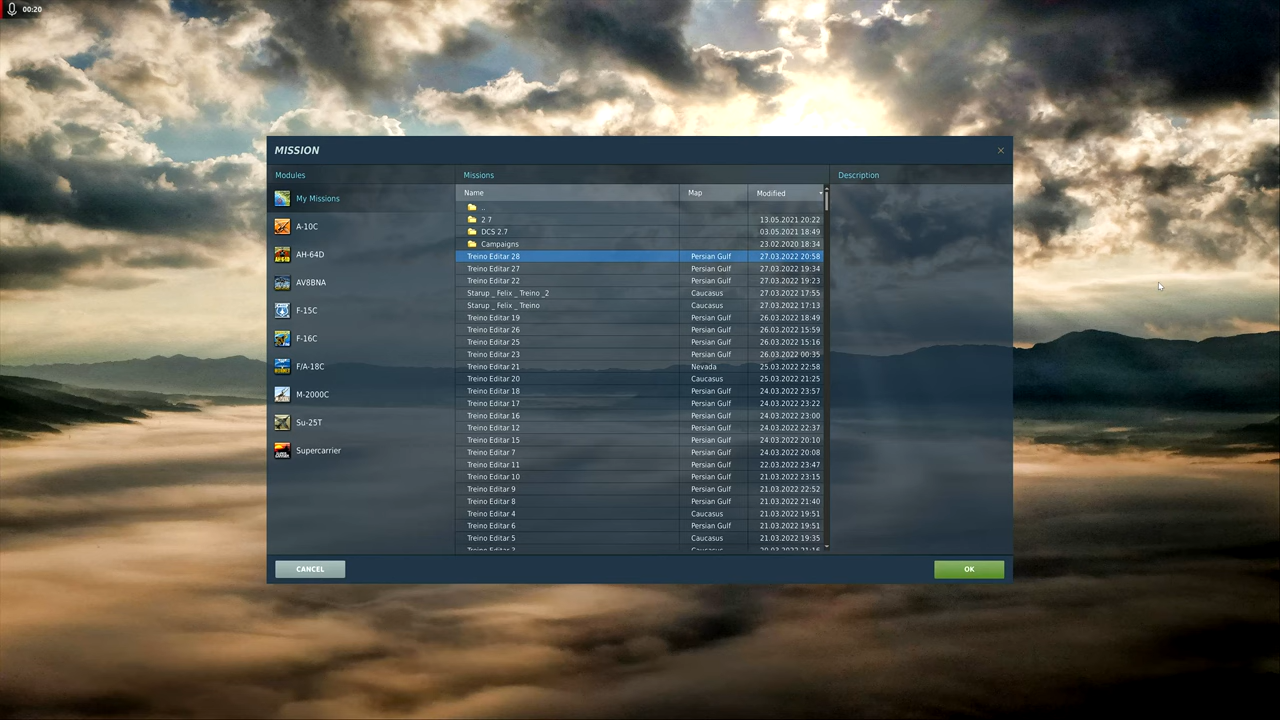 00:20
MISSION
Modules
Missions
Description
My Missions
A-10C
AH-64D
AV8BNA
F-15C
F-16C
F/A-18C
M-2000C
Su-25T
Supercarrier
Name Map Modified
..
2 7 13.05.2021 20:22
DCS 2.7 03.05.2021 18:49
Campaigns 23.02.2020 18:34
Treino Editar 28 Persian Gulf 27.03.2022 20:58
Treino Editar 27 Persian Gulf 27.03.2022 19:34
Treino Editar 22 Persian Gulf 27.03.2022 19:23
Starup _ Felix _ Treino _2 Caucasus 27.03.2022 17:55
Starup _ Felix _ Treino Caucasus 27.03.2022 17:13
Treino Editar 19 Persian Gulf 26.03.2022 18:49
Treino Editar 26 Persian Gulf 26.03.2022 15:59
Treino Editar 25 Persian Gulf 26.03.2022 15:16
Treino Editar 23 Persian Gulf 26.03.2022 00:35
Treino Editar 21 Nevada 25.03.2022 22:58
Treino Editar 20 Caucasus 25.03.2022 21:25
Treino Editar 18 Persian Gulf 24.03.2022 23:57
Treino Editar 17 Persian Gulf 24.03.2022 23:22
Treino Editar 16 Persian Gulf 24.03.2022 23:00
Treino Editar 12 Persian Gulf 24.03.2022 22:37
Treino Editar 15 Persian Gulf 24.03.2022 20:10
Treino Editar 7 Persian Gulf 24.03.2022 20:08
Treino Editar 11 Persian Gulf 22.03.2022 23:47
Treino Editar 10 Persian Gulf 21.03.2022 23:15
Treino Editar 9 Persian Gulf 21.03.2022 22:52
Treino Editar 8 Persian Gulf 21.03.2022 21:40
Treino Editar 4 Caucasus 21.03.2022 19:51
Treino Editar 6 Persian Gulf 21.03.2022 19:51
Treino Editar 5 Caucasus 21.03.2022 19:35
Treino Editar 3 Caucasus 20.03.2022 21:16
CANCEL
OK